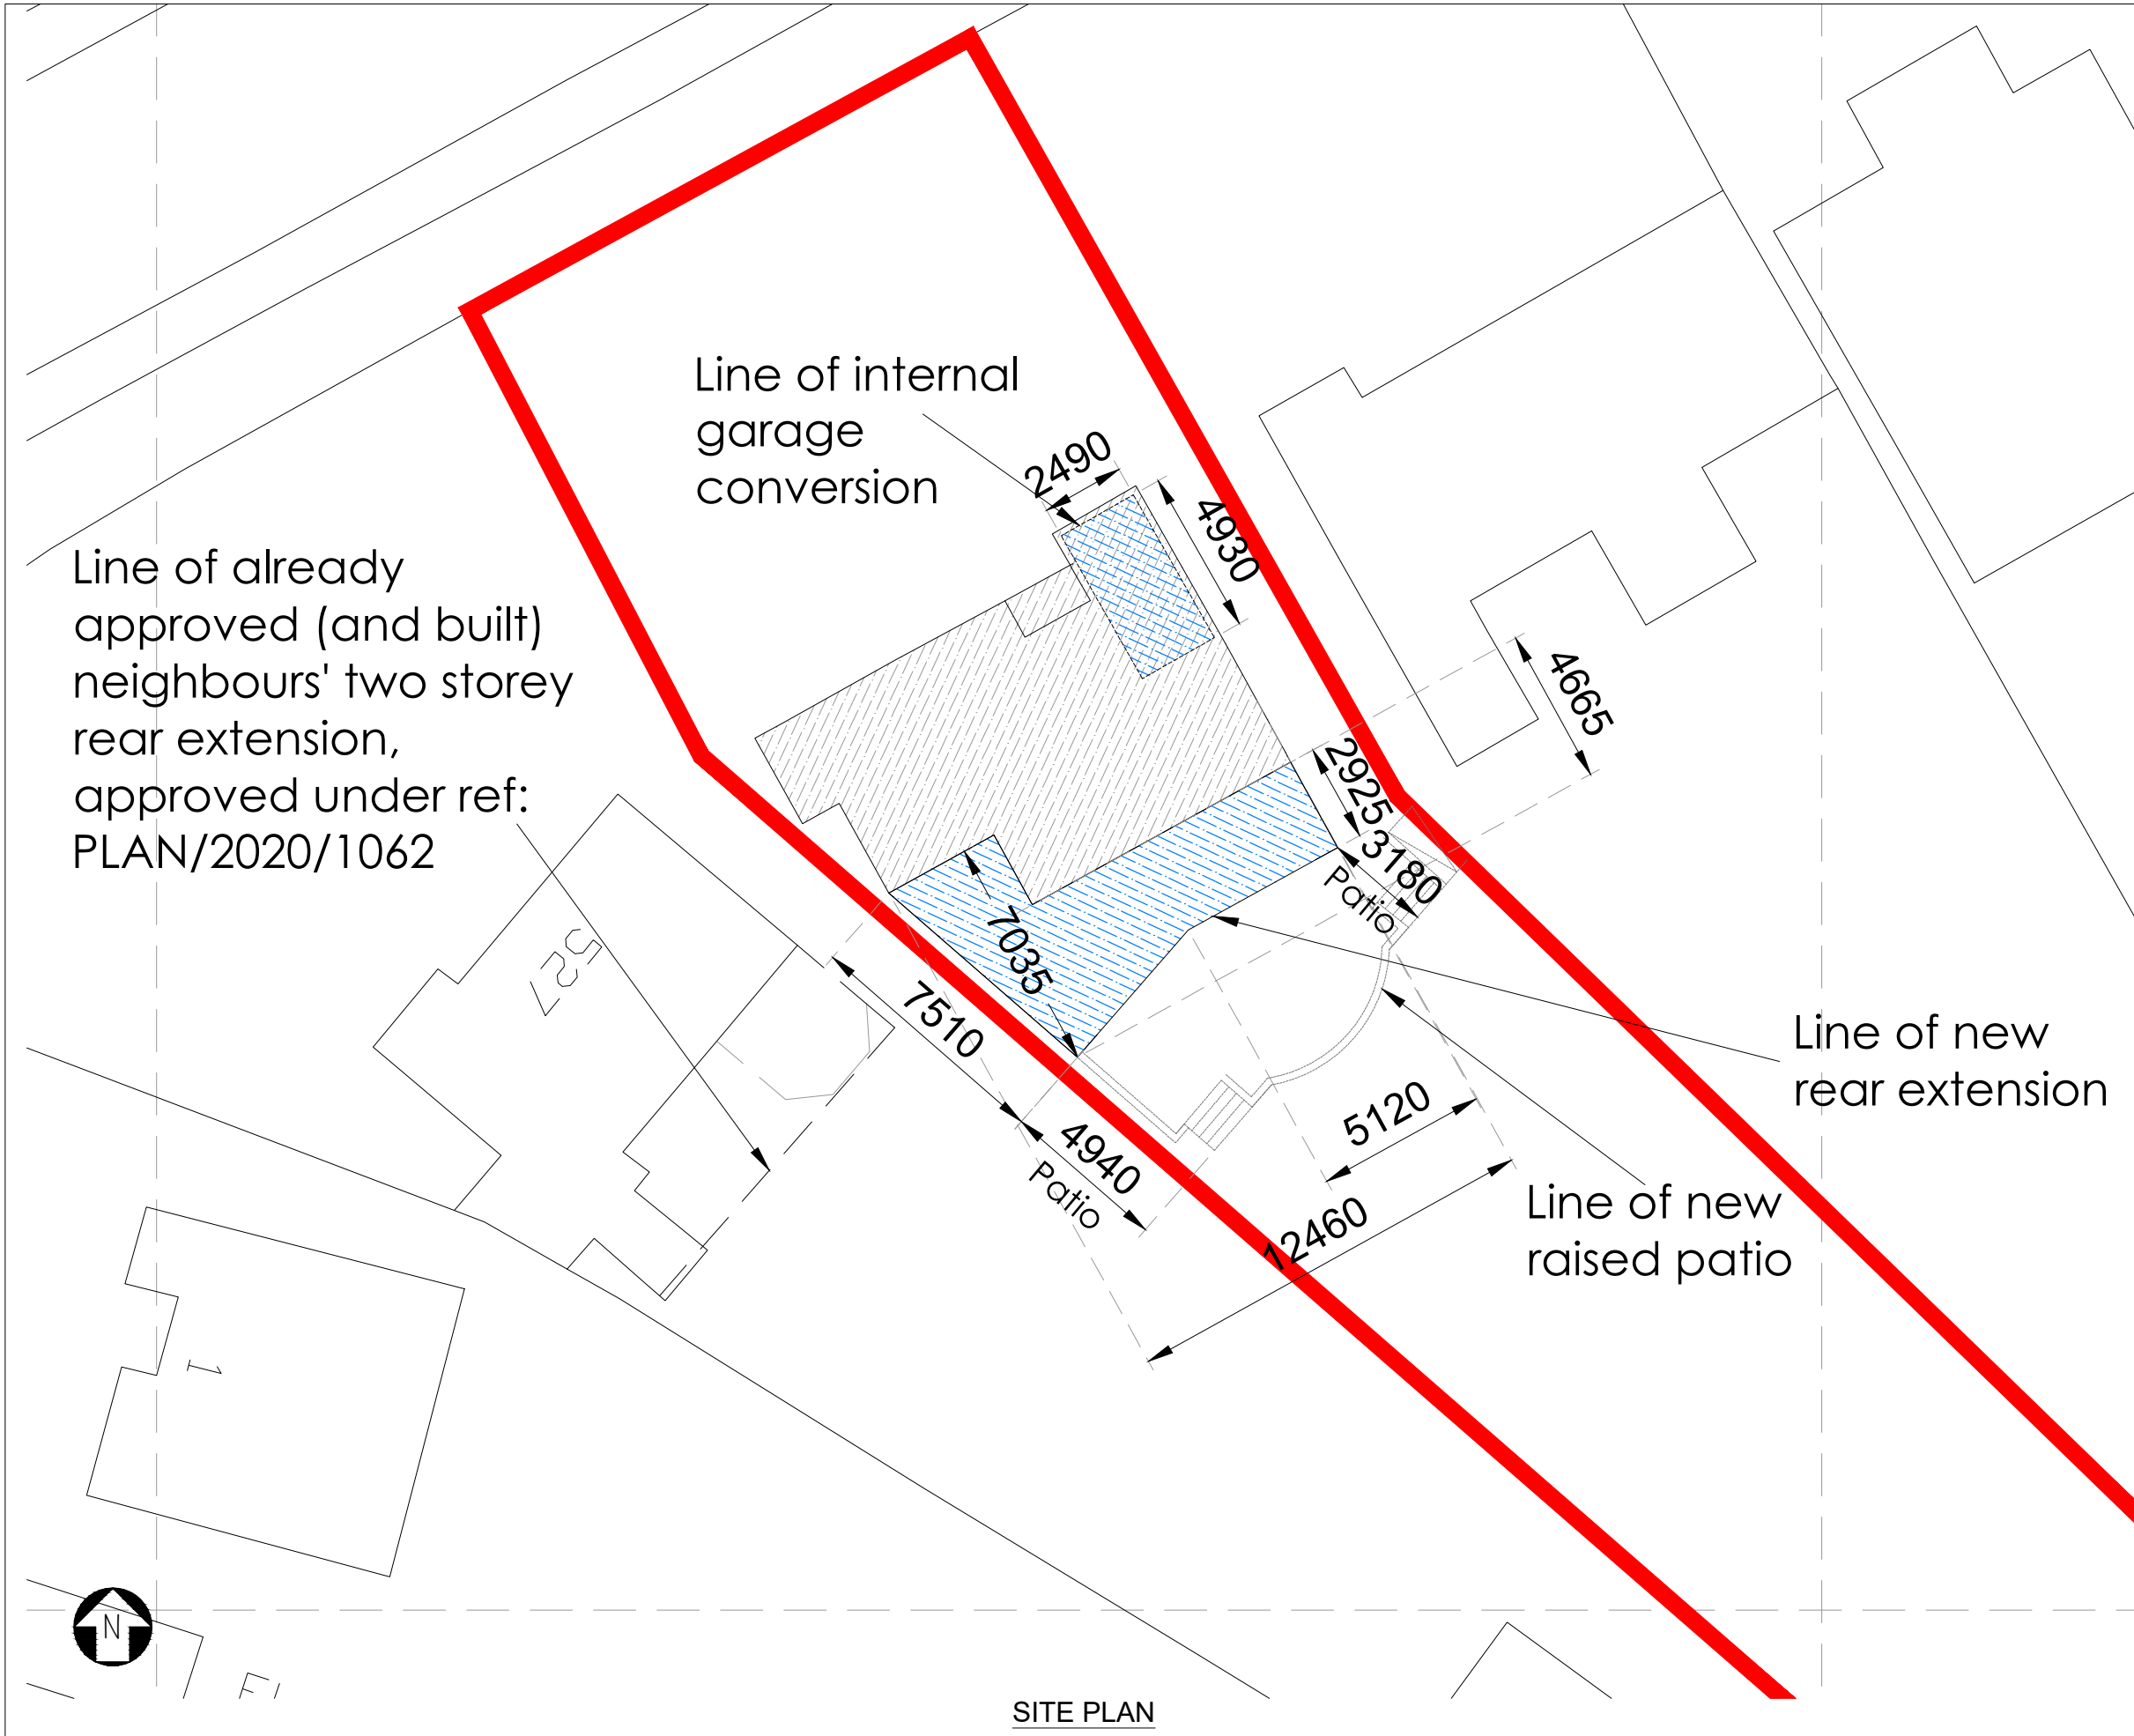 Line of internal
garage
conversion
2490
4930
Line of already
approved (and built)
neighbours' two storey
rear extension,
approved under ref:
PLAN/2020/1062
4665
2925
3180
Patio
7035
7510
4940
Patio
5120
12460
Line of new
rear extension
Line of new
raised patio
1
N
SITE PLAN